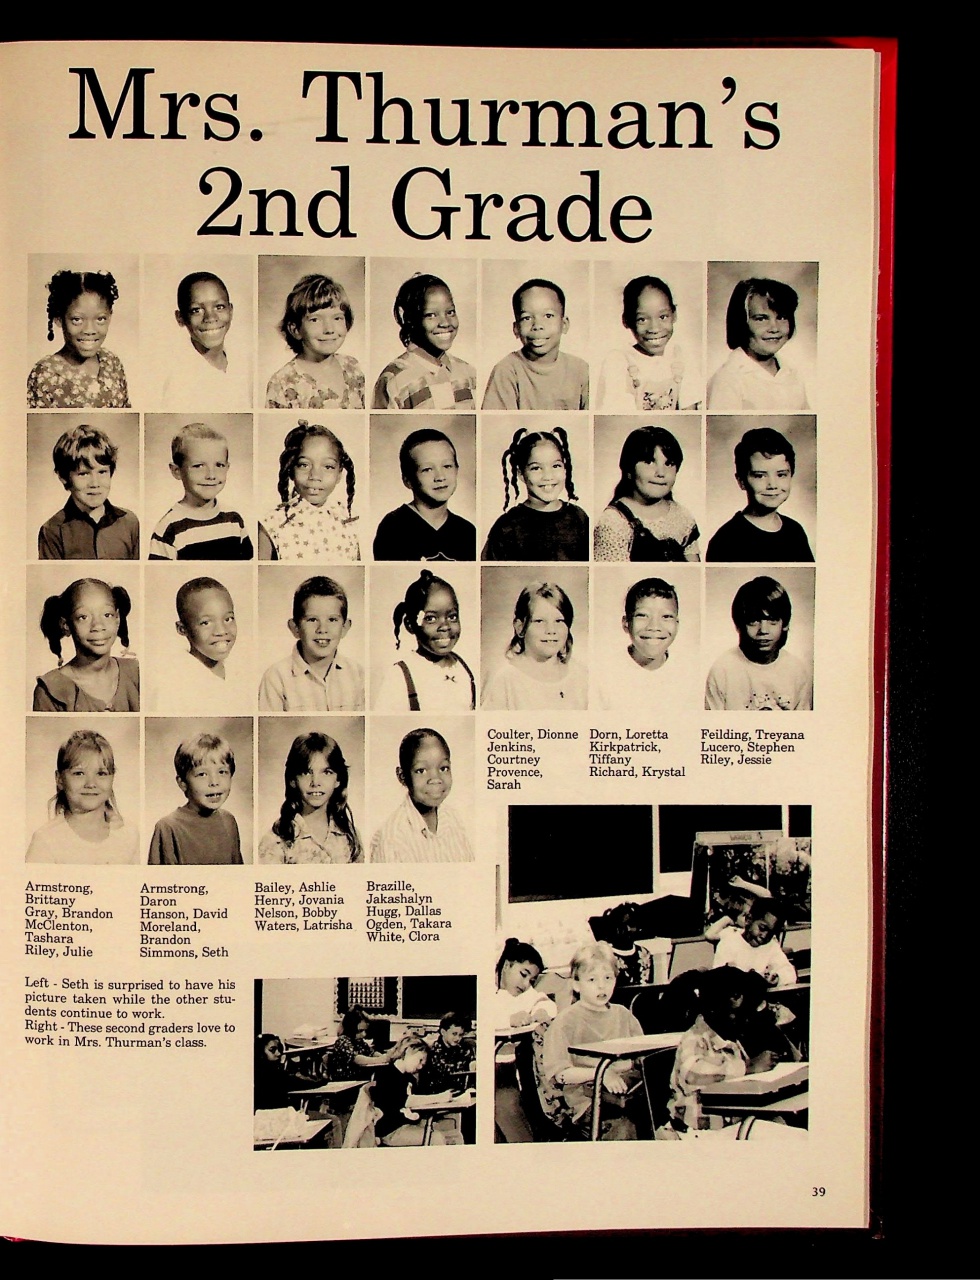 Mrs. Thurman's
2nd Grade
Coulter, Dionne
Jenkins,
Courtney
Provence,
Sarah
Dorn, Loretta
Kirkpatrick,
Tiffany
Richard, Krystal
Feilding, Treyana
Lucero, Stephen
Riley, Jessie
Armstrong,
Brittany
Gray, Brandon
McClenton,
Tashara
Riley, Julie
Armstrong,
Daron
Hanson, David
Moreland,
Brandon
Simmons, Seth
Bailey, Ashlie
Henry, Jovania
Nelson, Bobby
Waters, Latrisha
Brazille,
Jakashalyn
Hugg, Dallas
Ogden, Takara
White, Clora
Left - Seth is surprised to have his
picture taken while the other stu-
dents continue to work.
Right - These second graders love to
work in Mrs. Thurman's class.
39